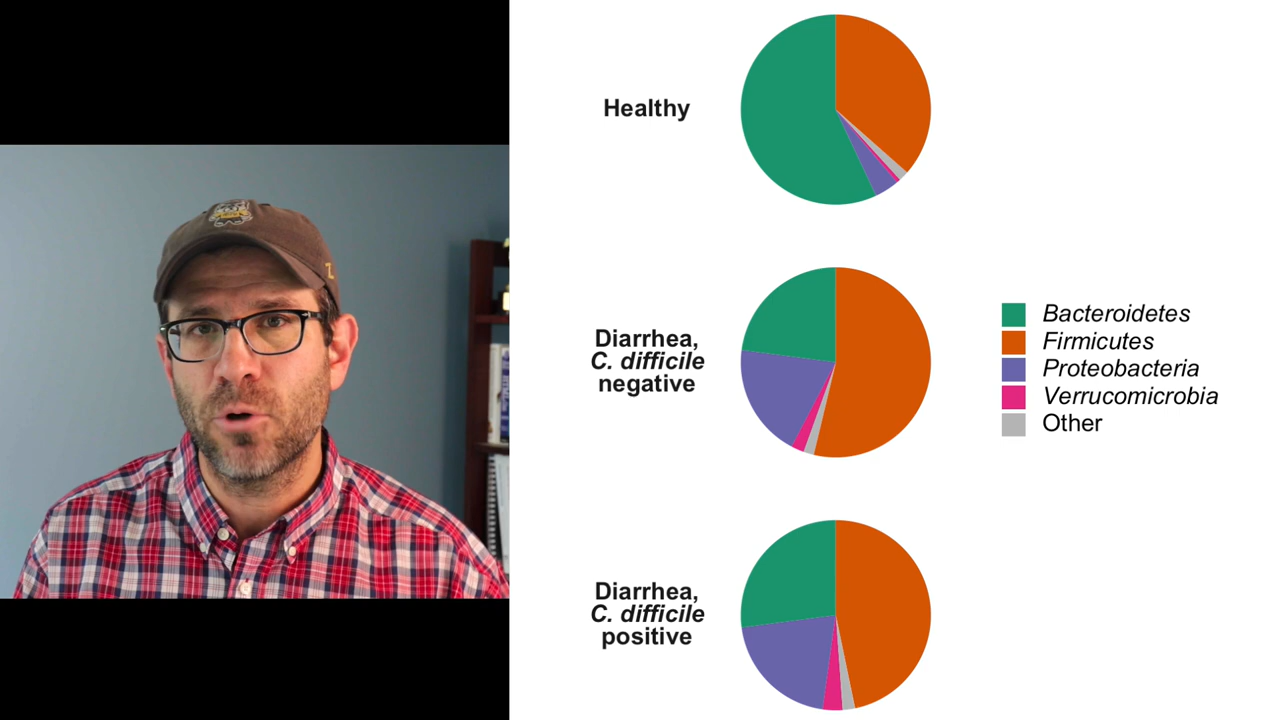 Healthy
Diarrhea,
C. difficile
negative
Diarrhea,
C. difficile
positive
Bacteroidetes
Firmicutes
Proteobacteria
Verrucomicrobia
Other